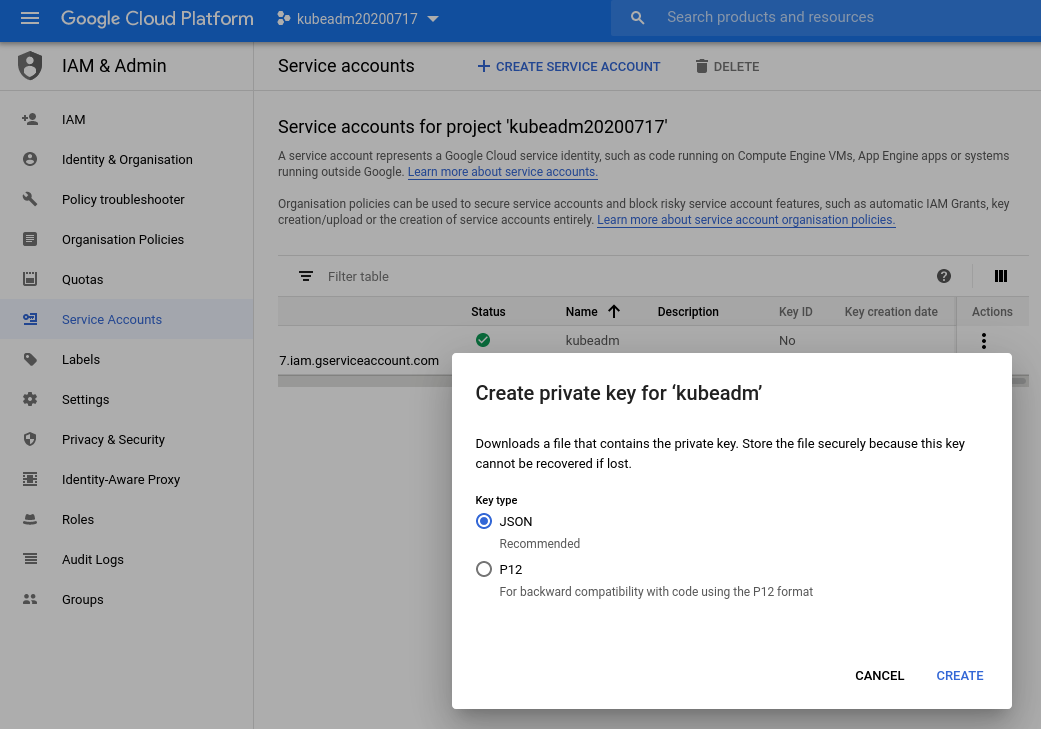 Google Cloud Platform
kubeadm20200717
Search products and resources
IAM & Admin
Service accounts
CREATE SERVICE ACCOUNT
DELETE
IAM
Identity & Organisation
Policy troubleshooter
Organisation Policies
Quotas
Service Accounts
Labels
Settings
Privacy & Security
Identity-Aware Proxy
Roles
Audit Logs
Groups
Service accounts for project 'kubeadm20200717'
A service account represents a Google Cloud service identity, such as code running on Compute Engine VMs, App Engine apps or systems
running outside Google. Learn more about service accounts.
Organisation policies can be used to secure service accounts and block risky service account features, such as automatic IAM Grants, key
creation/upload or the creation of service accounts entirely. Learn more about service account organisation policies.
Filter table
Status Name Description Key ID Key creation date Actions
kubeadm No
7.iam.gserviceaccount.com
Create private key for ‘kubeadm’
Downloads a file that contains the private key. Store the file securely because this key
cannot be recovered if lost.
Key type
JSON
Recommended
P12
For backward compatibility with code using the P12 format
CANCEL CREATE